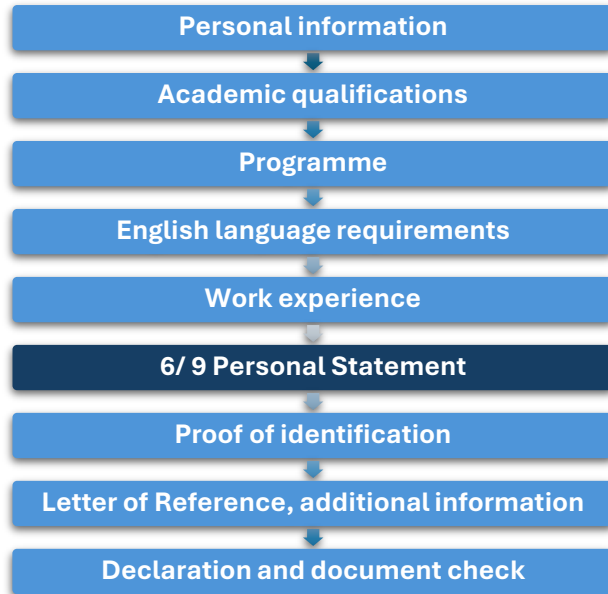 Personal information
Academic qualifications
Programme
English language requirements
Work experience
6/ 9 Personal Statement
Proof of identification
Letter of Reference, additional information
Declaration and document check